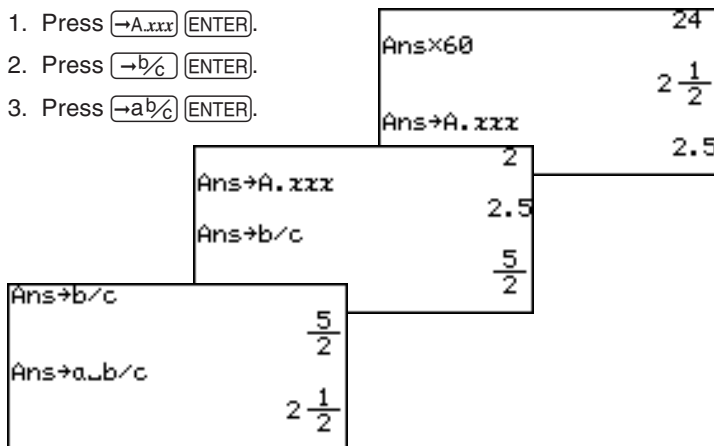 1. Press →A.xxx ENTER.
2. Press →b/c ENTER.
3. Press →ab/c ENTER.
24
Ans×60
2 1/2
Ans→A.xxx
2.5
2
Ans→A.xxx
2.5
Ans→b/c
5/2
Ans→b/c
5/2
Ans→a⎵b/c
2 1/2